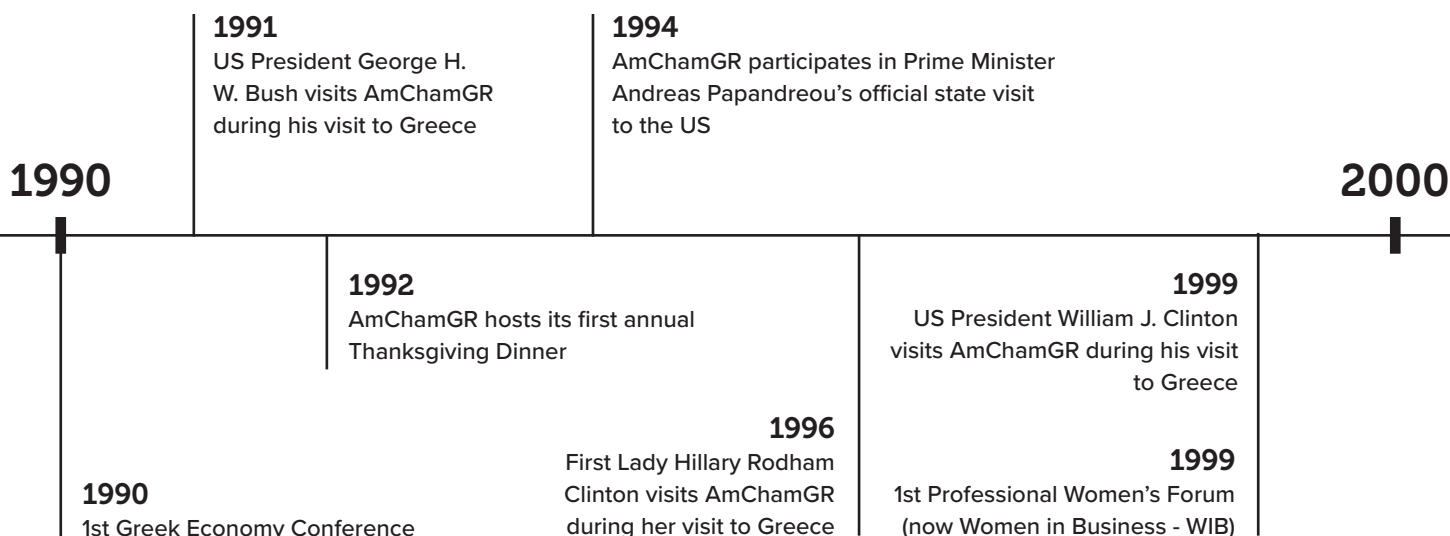 1991
US President George H.
W. Bush visits AmChamGR
during his visit to Greece
1994
AmChamGR participates in Prime Minister
Andreas Papandreou’s official state visit
to the US
1990
2000
1992
AmChamGR hosts its first annual
Thanksgiving Dinner
1999
US President William J. Clinton
visits AmChamGR during his visit
to Greece
1996
First Lady Hillary Rodham
Clinton visits AmChamGR
during her visit to Greece
1999
1st Professional Women’s Forum
(now Women in Business - WIB)
1990
1st Greek Economy Conference